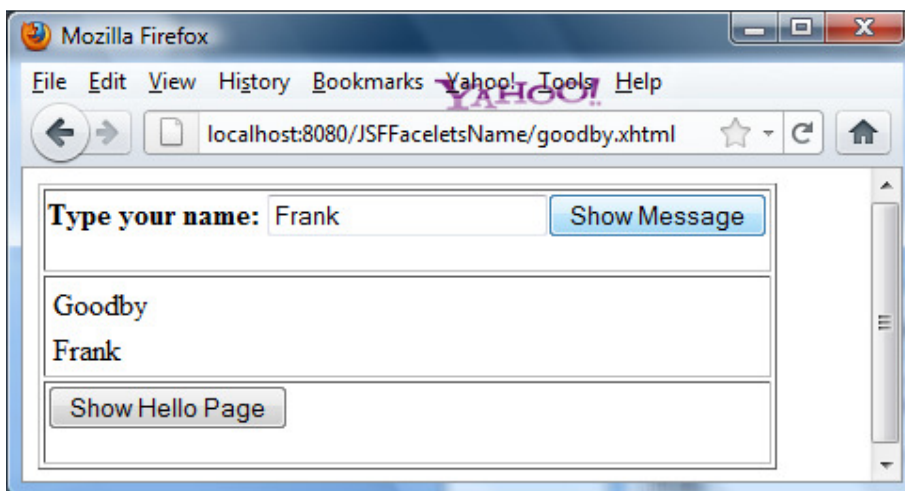 Mozilla Firefox
File Edit View History Bookmarks Yahoo! Tools Help
YAHOO!
localhost:8080/JSFFaceletsName/goodby.xhtml
Type your name: Frank Show Message
Goodby
Frank
Show Hello Page